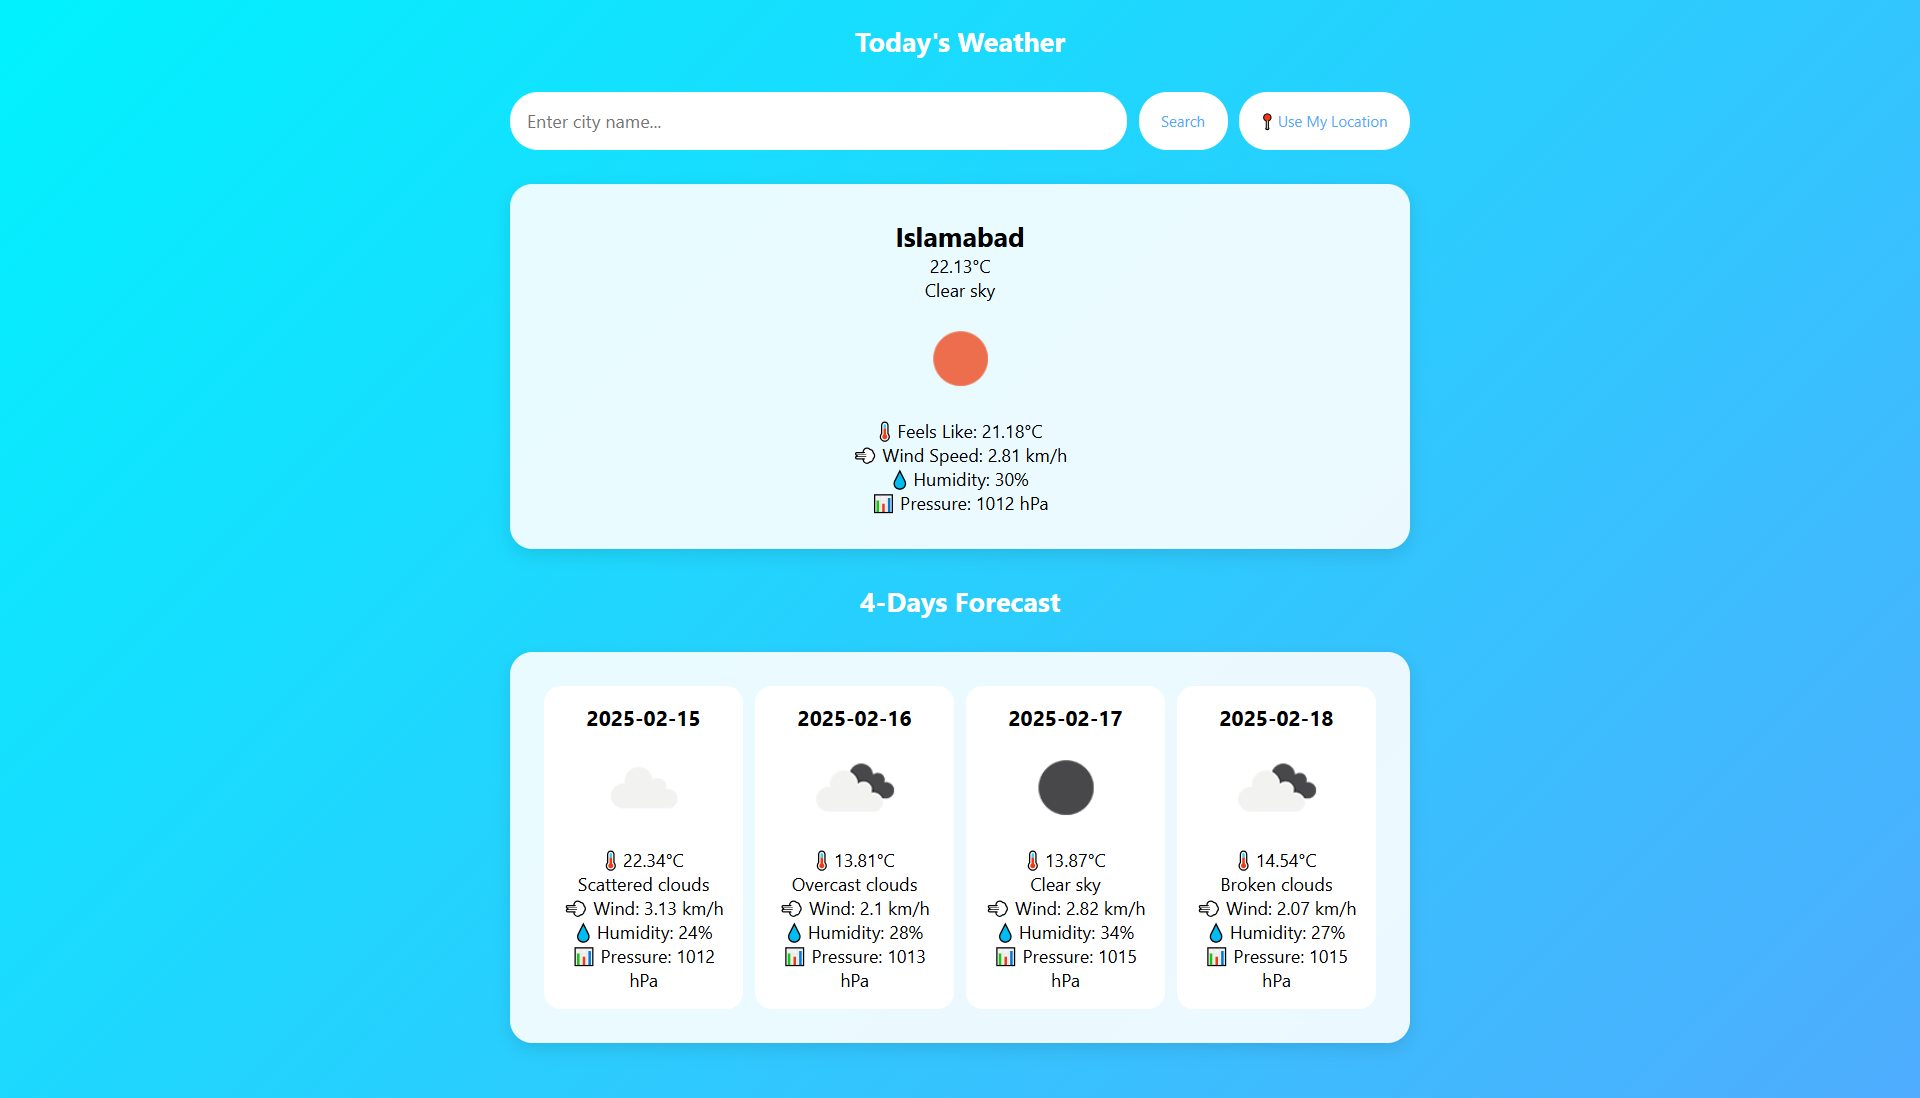 Today's Weather
Enter city name...
Search
📍 Use My Location
Islamabad
22.13°C
Clear sky
🌡️ Feels Like: 21.18°C
💨 Wind Speed: 2.81 km/h
💧 Humidity: 30%
📊 Pressure: 1012 hPa
4-Days Forecast
2025-02-15
🌡️ 22.34°C
Scattered clouds
💨 Wind: 3.13 km/h
💧 Humidity: 24%
📊 Pressure: 1012
hPa
2025-02-16
🌡️ 13.81°C
Overcast clouds
💨 Wind: 2.1 km/h
💧 Humidity: 28%
📊 Pressure: 1013
hPa
2025-02-17
🌡️ 13.87°C
Clear sky
💨 Wind: 2.82 km/h
💧 Humidity: 34%
📊 Pressure: 1015
hPa
2025-02-18
🌡️ 14.54°C
Broken clouds
💨 Wind: 2.07 km/h
💧 Humidity: 27%
📊 Pressure: 1015
hPa